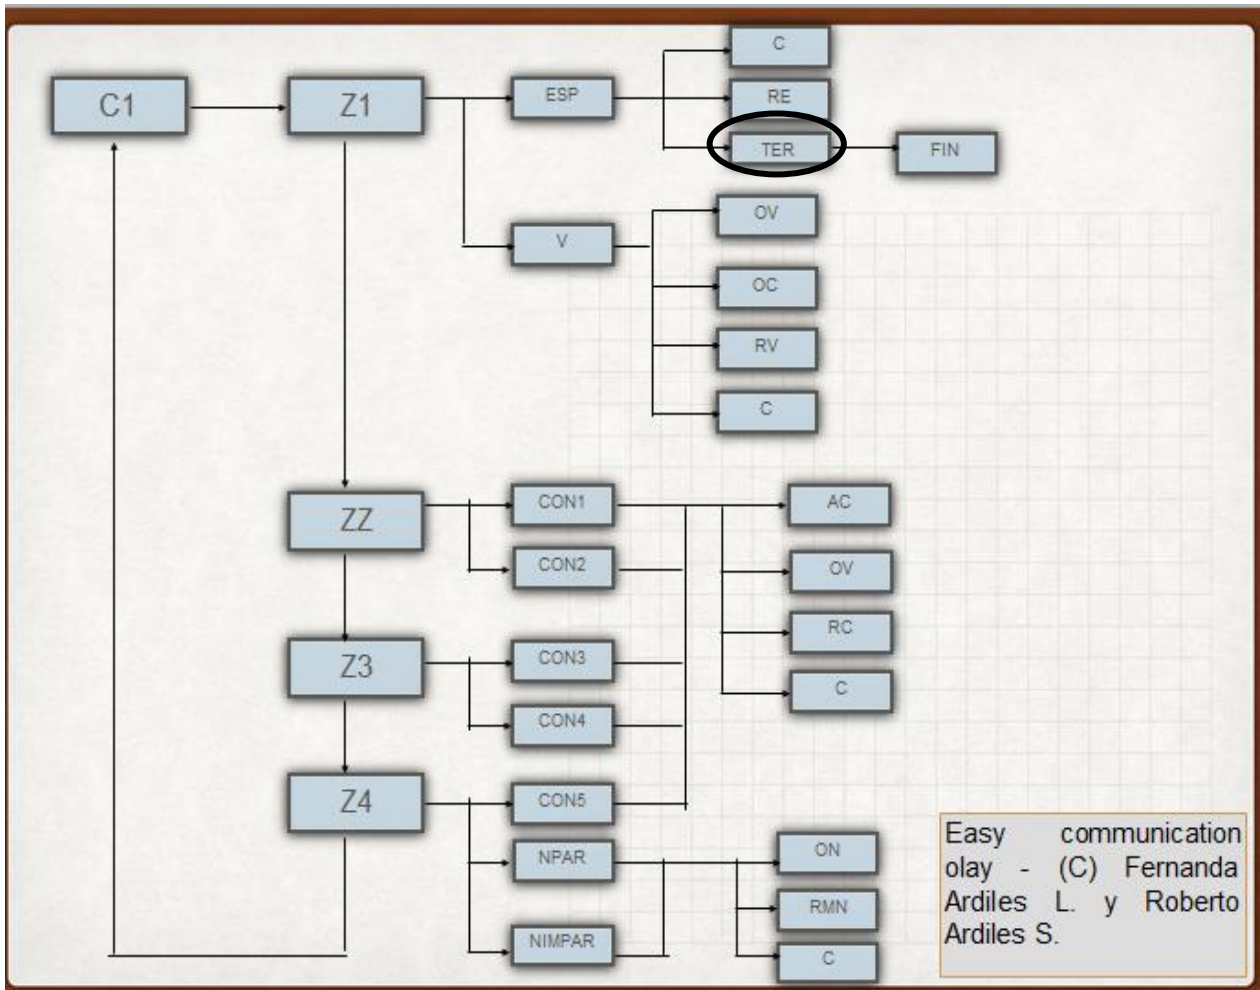 C
C1
Z1
ESP
RE
TER
FIN
OV
V
OC
RV
C
ZZ
CON1
AC
CON2
OV
RC
Z3
CON3
C
CON4
Z4
CON5
NPAR
ON
RMN
NIMPAR
C
Easy communication
olay - (C) Fernanda
Ardiles L. y Roberto
Ardiles S.